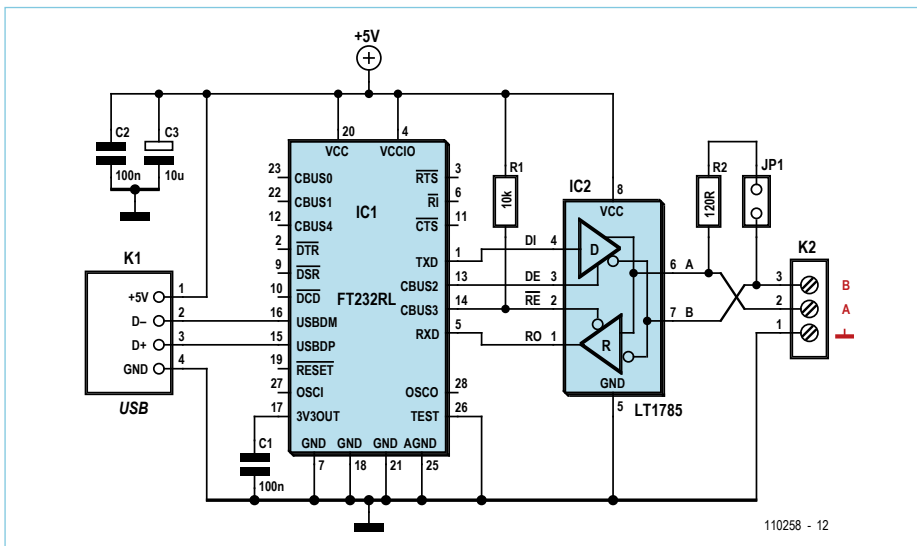 +5V
C2
100n
C3
10u
K1
+5V
D–
D+
GND
1
2
3
4
USB
20
VCC
4
VCCIO
IC1
FT232RL
23
CBUS0
22
CBUS1
12
CBUS4
2
DTR
9
DSR
10
DCD
16
USBDM
15
USBDP
19
RESET
27
OSCI
17
3V3OUT
GND
7
GND
18
GND
21
AGND
25
RTS
3
RI
6
CTS
11
TXD
1
CBUS2
13
CBUS3
14
RXD
5
OSCO
28
TEST
26
C1
100n
R1
10k
DI
4
DE
3
RE
2
RO
1
IC2
8
VCC
D
R
GND
5
LT1785
6
A
7
B
R2
120R
JP1
K2
3
B
2
A
1
110258 - 12